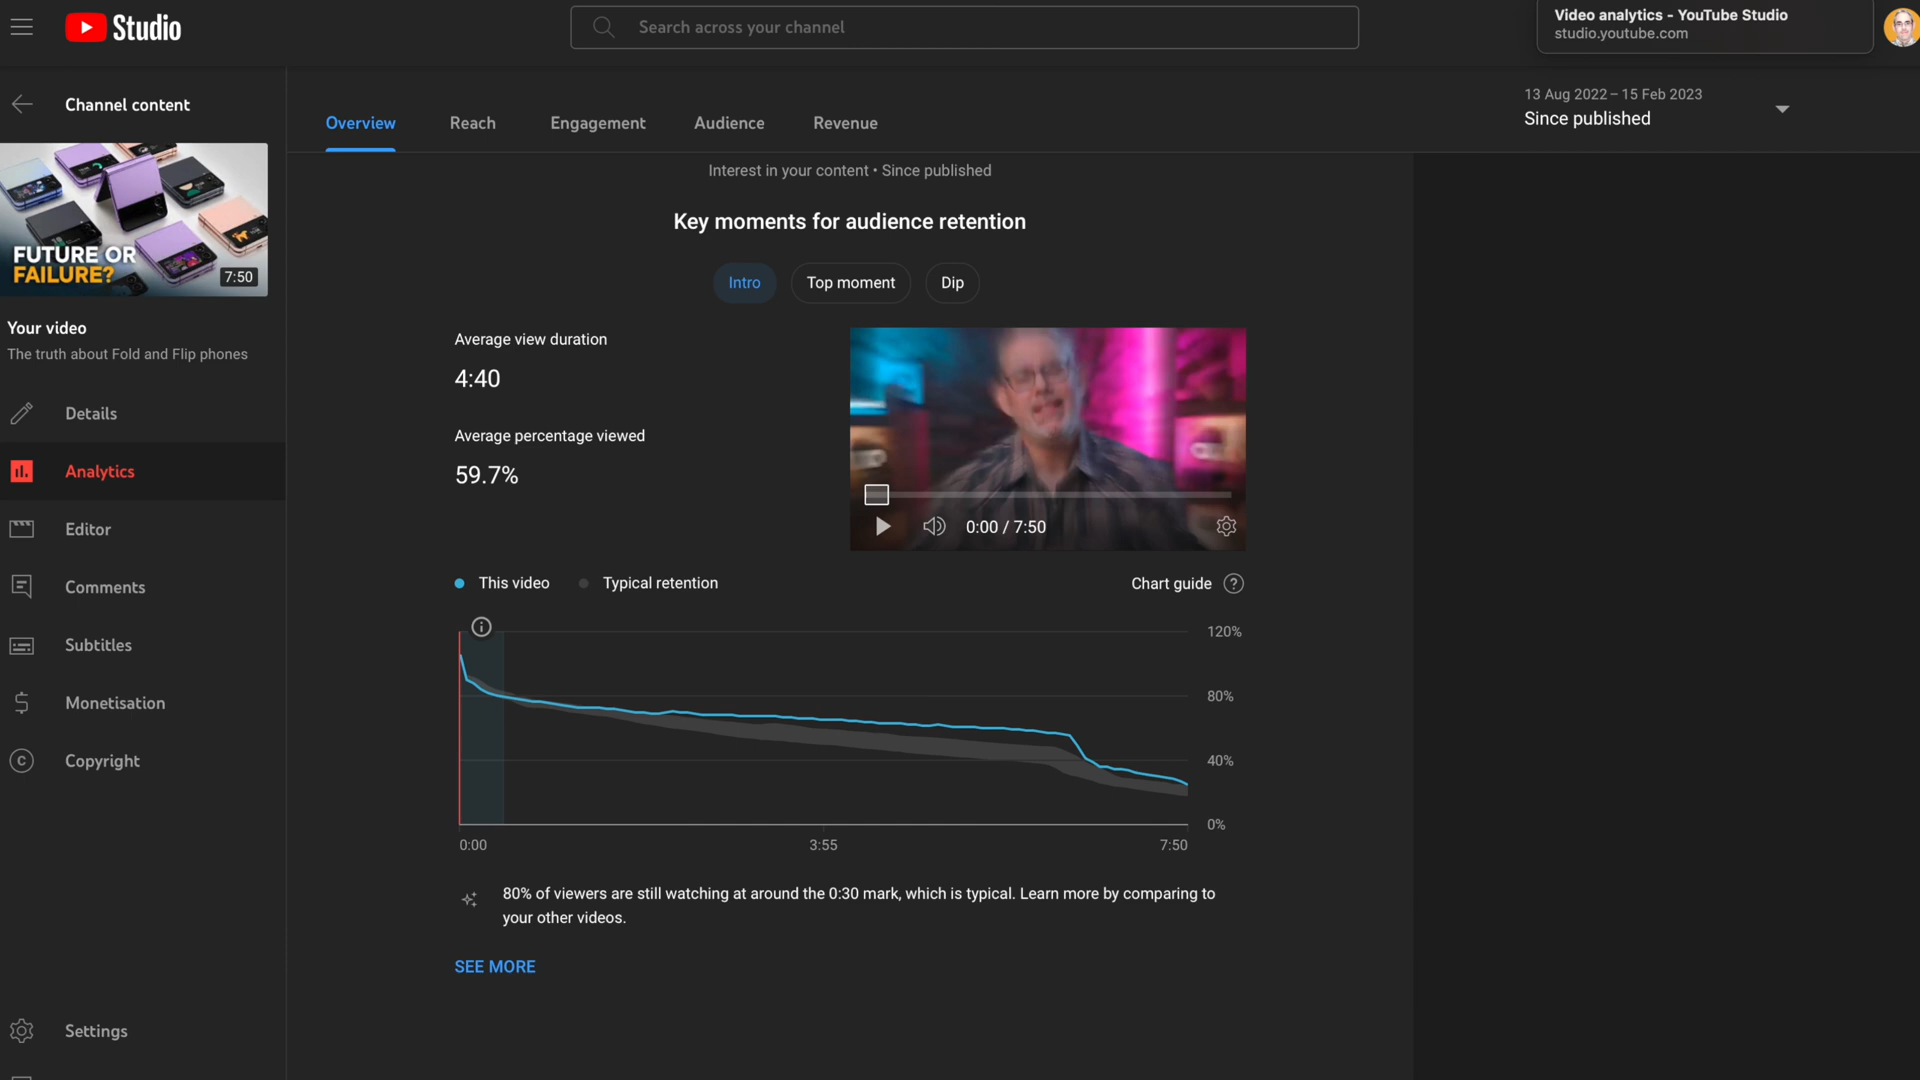 Studio
Search across your channel
Video analytics - YouTube Studio
studio.youtube.com
Channel content
FUTURE OR
FAILURE?
7:50
Your video
The truth about Fold and Flip phones
Details
Analytics
Editor
Comments
Subtitles
Monetisation
Copyright
Settings
Overview
Reach
Engagement
Audience
Revenue
13 Aug 2022 – 15 Feb 2023
Since published
Interest in your content • Since published
Key moments for audience retention
Intro
Top moment
Dip
Average view duration
4:40
Average percentage viewed
59.7%
0:00 / 7:50
This video
Typical retention
Chart guide ?
120%
80%
40%
0%
0:00
3:55
7:50
80% of viewers are still watching at around the 0:30 mark, which is typical. Learn more by comparing to
your other videos.
SEE MORE